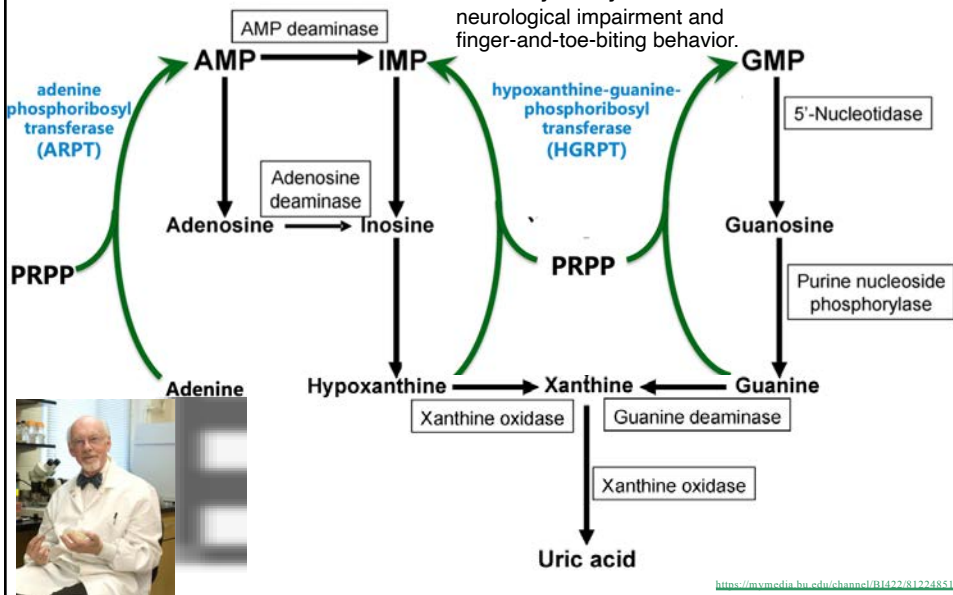 neurological impairment and
finger-and-toe-biting behavior.
AMP deaminase
AMP
IMP
GMP
adenine
phosphoribosyl
transferase
(ARPT)
hypoxanthine-guanine-
phosphoribosyl
transferase
(HGRPT)
5'-Nucleotidase
Adenosine
deaminase
Adenosine
Inosine
Guanosine
PRPP
PRPP
Purine nucleoside
phosphorylase
Adenine
Hypoxanthine
Xanthine
Guanine
Xanthine oxidase
Guanine deaminase
Xanthine oxidase
Uric acid
https://mymedia.bu.edu/channel/BI422/81224851